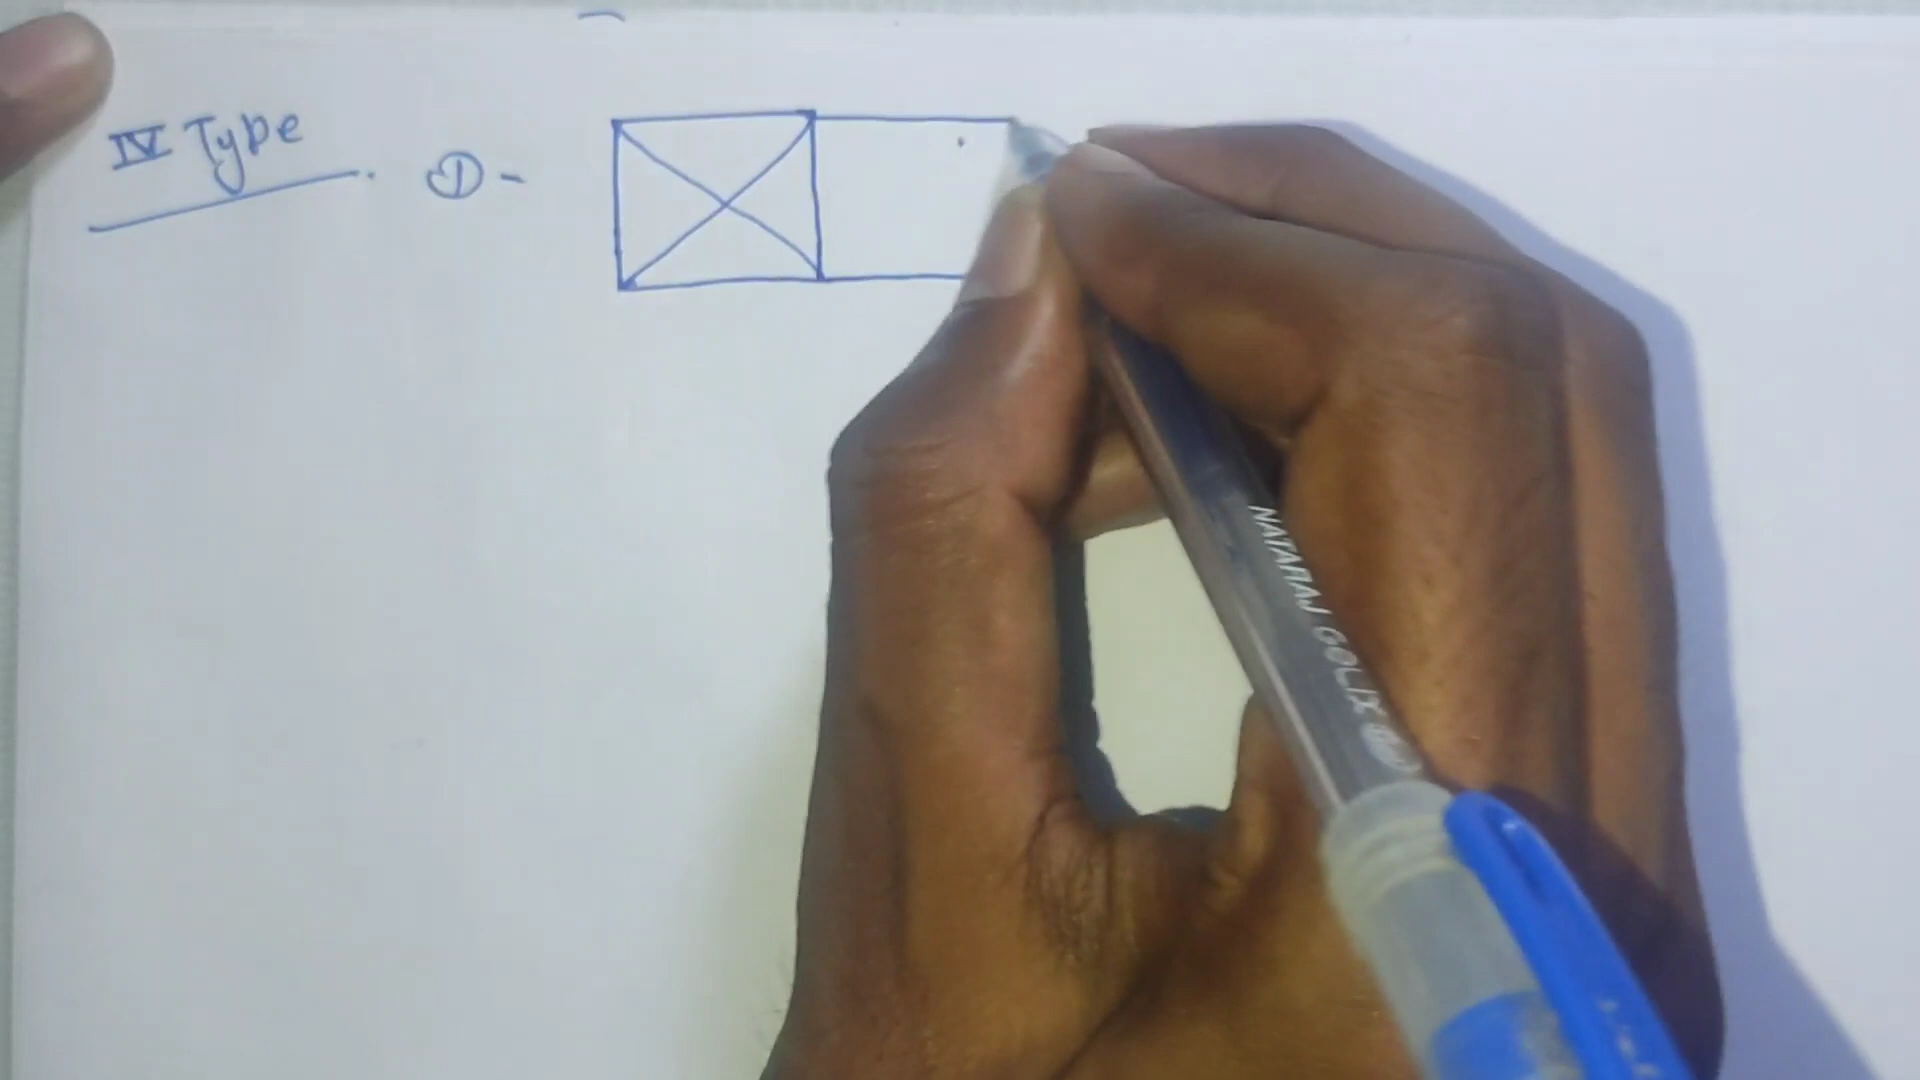 IV Type. ① -
NATARAJ GOLIX